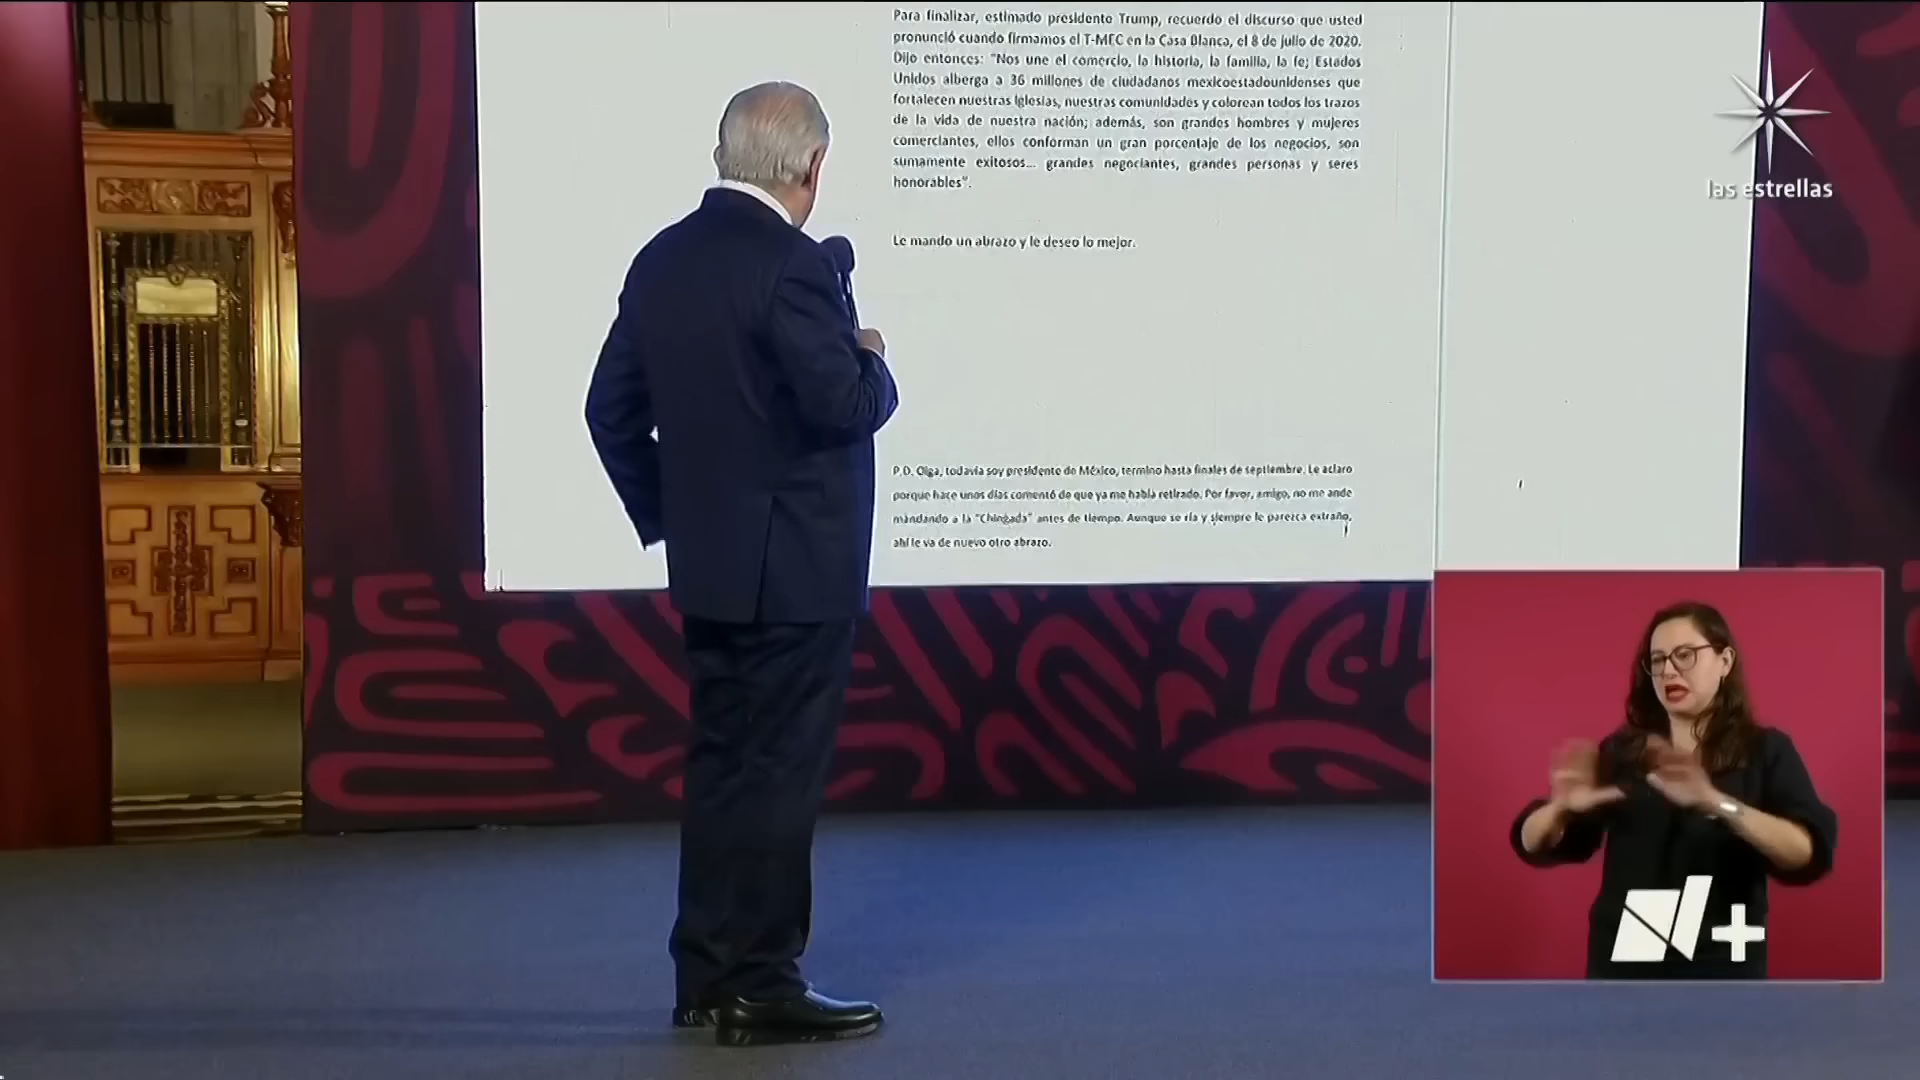 Para finalizar, estimado presidente Trump, recuerdo el discurso que usted
pronunció cuando firmamos el T-MEC en la Casa Blanca, el 8 de julio de 2020.
Dijo entonces: "Nos une el comercio, la historia, la familia, la fe; Estados
Unidos alberga a 36 millones de ciudadanos mexicoestadounidenses que
fortalecen nuestras iglesias, nuestras comunidades y colorean todos los trazos
de la vida de nuestra nación; además, son grandes hombres y mujeres
comerciantes, ellos conforman un gran porcentaje de los negocios, son
sumamente exitosos... grandes negociantes, grandes personas y seres
honorables".
Le mando un abrazo y le deseo lo mejor.
P.D. Oiga, todavía soy presidente de México, termino hasta finales de septiembre. Le aclaro
porque hace unos días comentó de que ya me había retirado. Por favor, amigo, no me ande
mandando a la "Chingada" antes de tiempo. Aunque se ría y siempre le parezca extraño,
ahí le va de nuevo otro abrazo.
las estrellas
N+